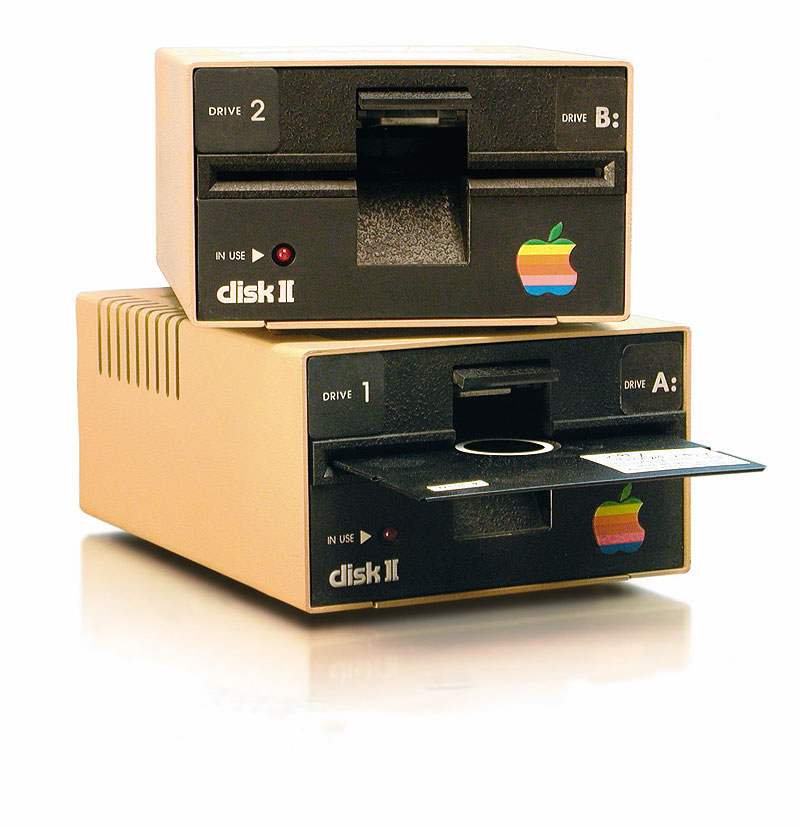 DRIVE 2
DRIVE B:
IN USE
disk II
DRIVE 1
DRIVE A:
IN USE
disk II